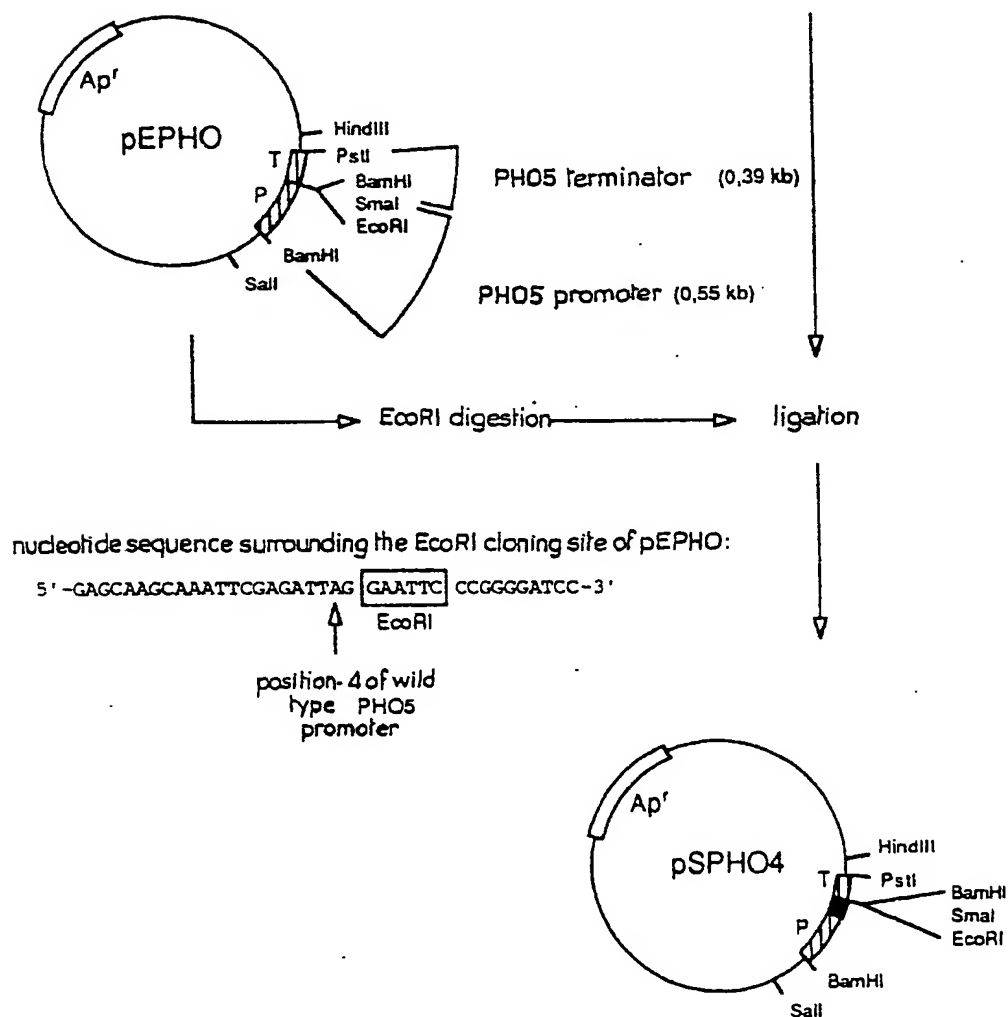 Apʳ
pEPHO
HindIII
T
PstI
BamHI
P
SmaI
EcoRI
BamHI
SalI
PHO5 terminator (0,39 kb)
PHO5 promoter (0,55 kb)
EcoRI digestion
ligation
nucleotide sequence surrounding the EcoRI cloning site of pEPHO:
5'-GAGCAAGCAAATTCGAGATTAG GAATTC CCGGGGATCC-3'
EcoRI
position-4 of wild
type PHO5
promoter
Apʳ
pSPHO4
HindIII
T
PstI
BamHI
SmaI
P
EcoRI
BamHI
SalI